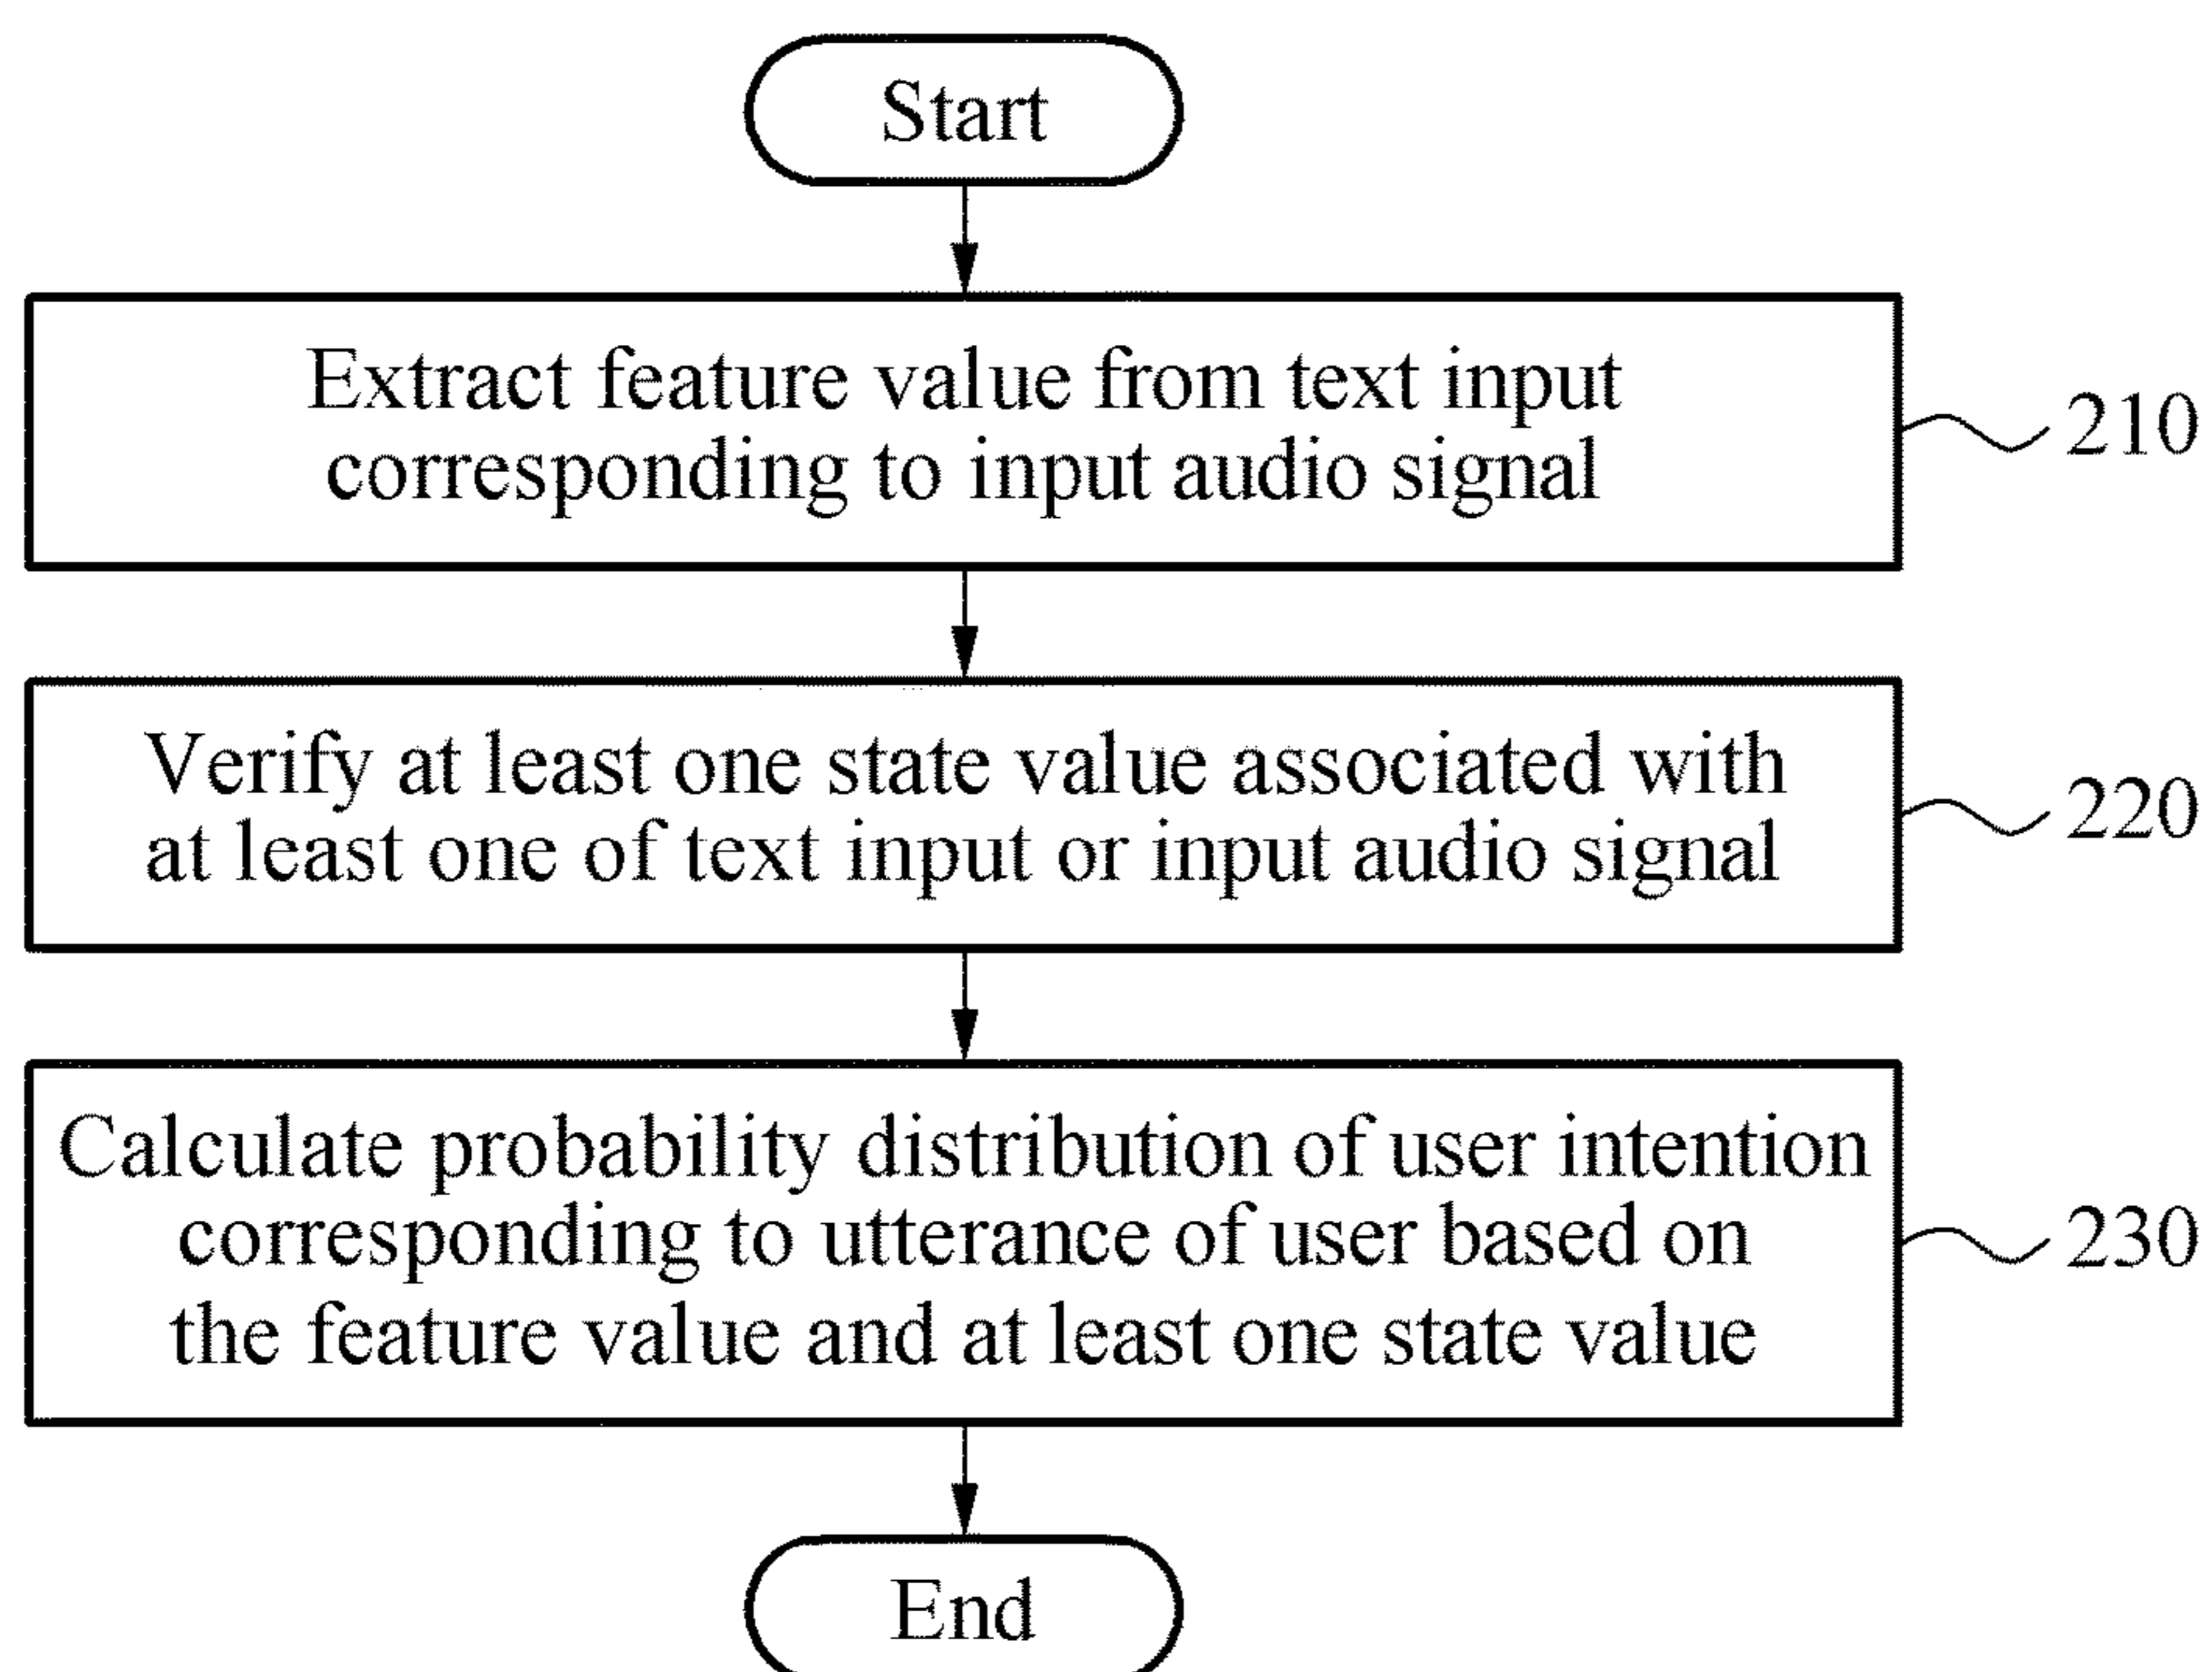 Start
Extract feature value from text input
corresponding to input audio signal
210
Verify at least one state value associated with
at least one of text input or input audio signal
220
Calculate probability distribution of user intention
corresponding to utterance of user based on
the feature value and at least one state value
230
End